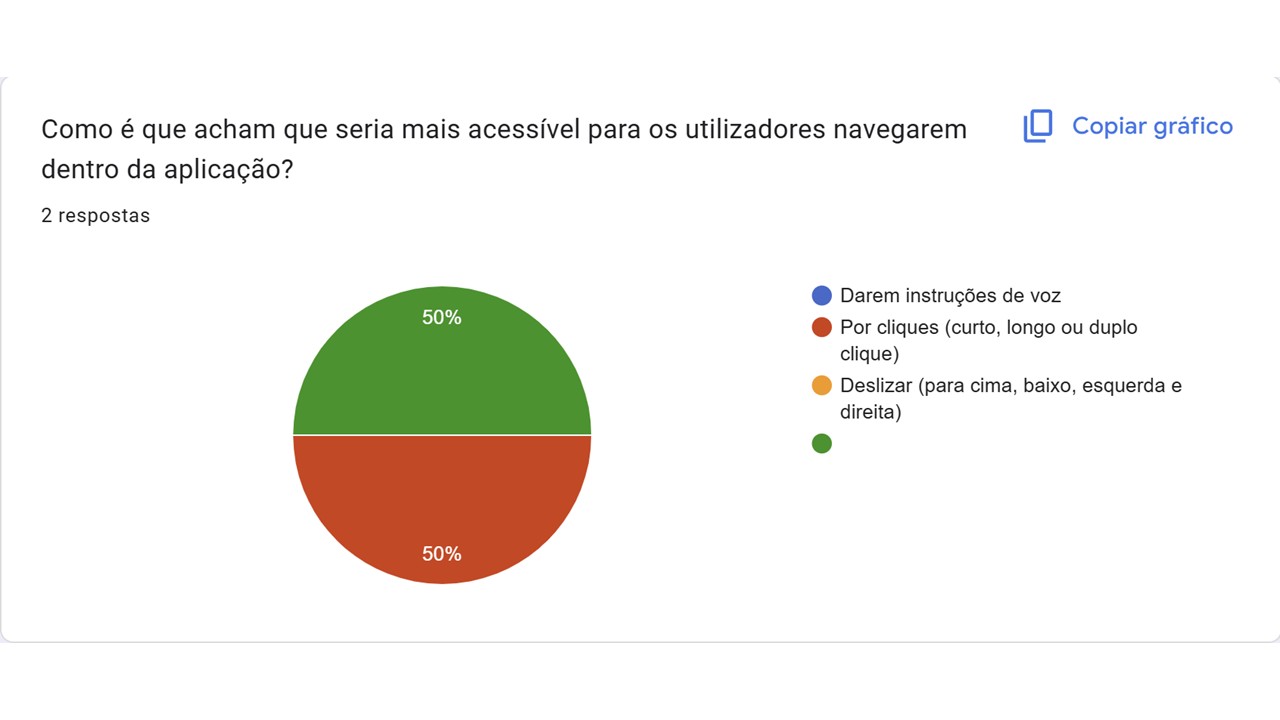 Como é que acham que seria mais acessível para os utilizadores navegarem
dentro da aplicação?
Copiar gráfico
2 respostas
50%
50%
Darem instruções de voz
Por cliques (curto, longo ou duplo
clique)
Deslizar (para cima, baixo, esquerda e
direita)